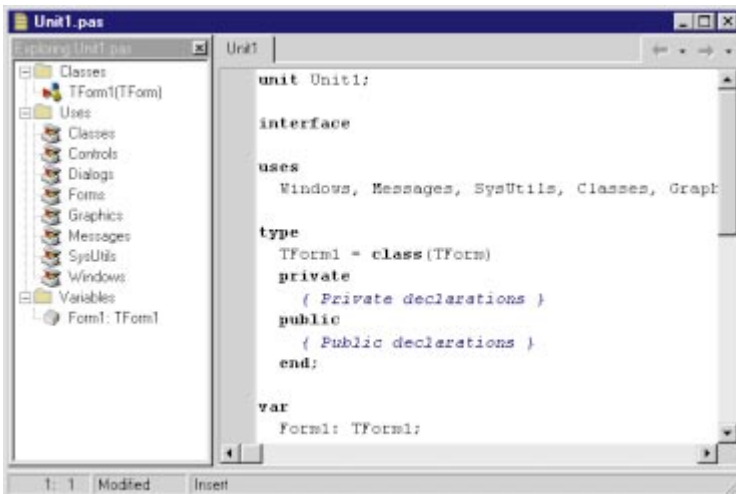 Unit1.pas
Exploring Unit1.pas
Unit1
Classes
TForm1(TForm)
Uses
Classes
Controls
Dialogs
Forms
Graphics
Messages
SysUtils
Windows
Variables
Form1: TForm1
unit Unit1;
interface
uses
Windows, Messages, SysUtils, Classes, Graph
type
TForm1 = class(TForm)
private
{ Private declarations }
public
{ Public declarations }
end;
var
Form1: TForm1;
1: 1 Modified Insert